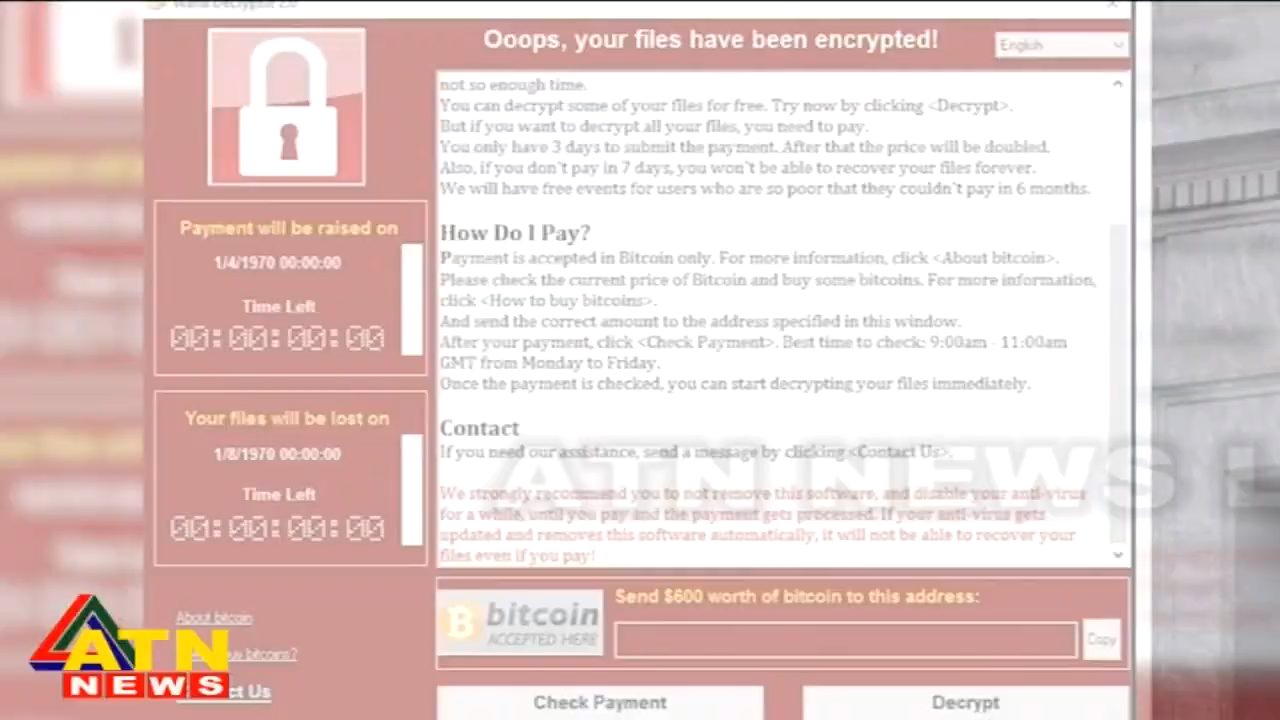 Wana Decrypt0r 2.0
Ooops, your files have been encrypted!
English
not so enough time.
You can decrypt some of your files for free. Try now by clicking <Decrypt>.
But if you want to decrypt all your files, you need to pay.
You only have 3 days to submit the payment. After that the price will be doubled.
Also, if you don`t pay in 7 days, you won`t be able to recover your files forever.
We will have free events for users who are so poor that they couldn`t pay in 6 months.
How Do I Pay?
Payment is accepted in Bitcoin only. For more information, click <About bitcoin>.
Please check the current price of Bitcoin and buy some bitcoins. For more information,
click <How to buy bitcoins>.
And send the correct amount to the address specified in this window.
After your payment, click <Check Payment>. Best time to check: 9:00am - 11:00am
GMT from Monday to Friday.
Once the payment is checked, you can start decrypting your files immediately.
Contact
If you need our assistance, send a message by clicking <Contact Us>.
We strongly recommend you to not remove this software, and disable your anti-virus
for a while, until you pay and the payment gets processed. If your anti-virus gets
updated and removes this software automatically, it will not be able to recover your
files even if you pay!
Payment will be raised on
1/4/1970 00:00:00
Time Left
00:00:00:00
Your files will be lost on
1/8/1970 00:00:00
Time Left
00:00:00:00
About bitcoin
buy bitcoins?
ct Us
bitcoin
ACCEPTED HERE
Send $600 worth of bitcoin to this address:
Copy
Check Payment
Decrypt
ATN NEWS L
ATN
NEWS